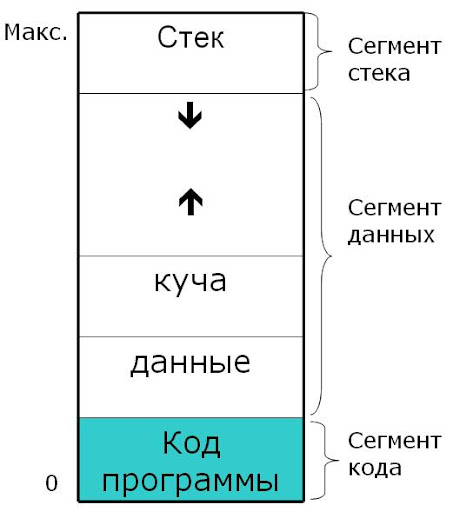 Макс.
Стек
Сегмент
стека
Сегмент
данных
куча
данные
Код
программы
Сегмент
кода
0